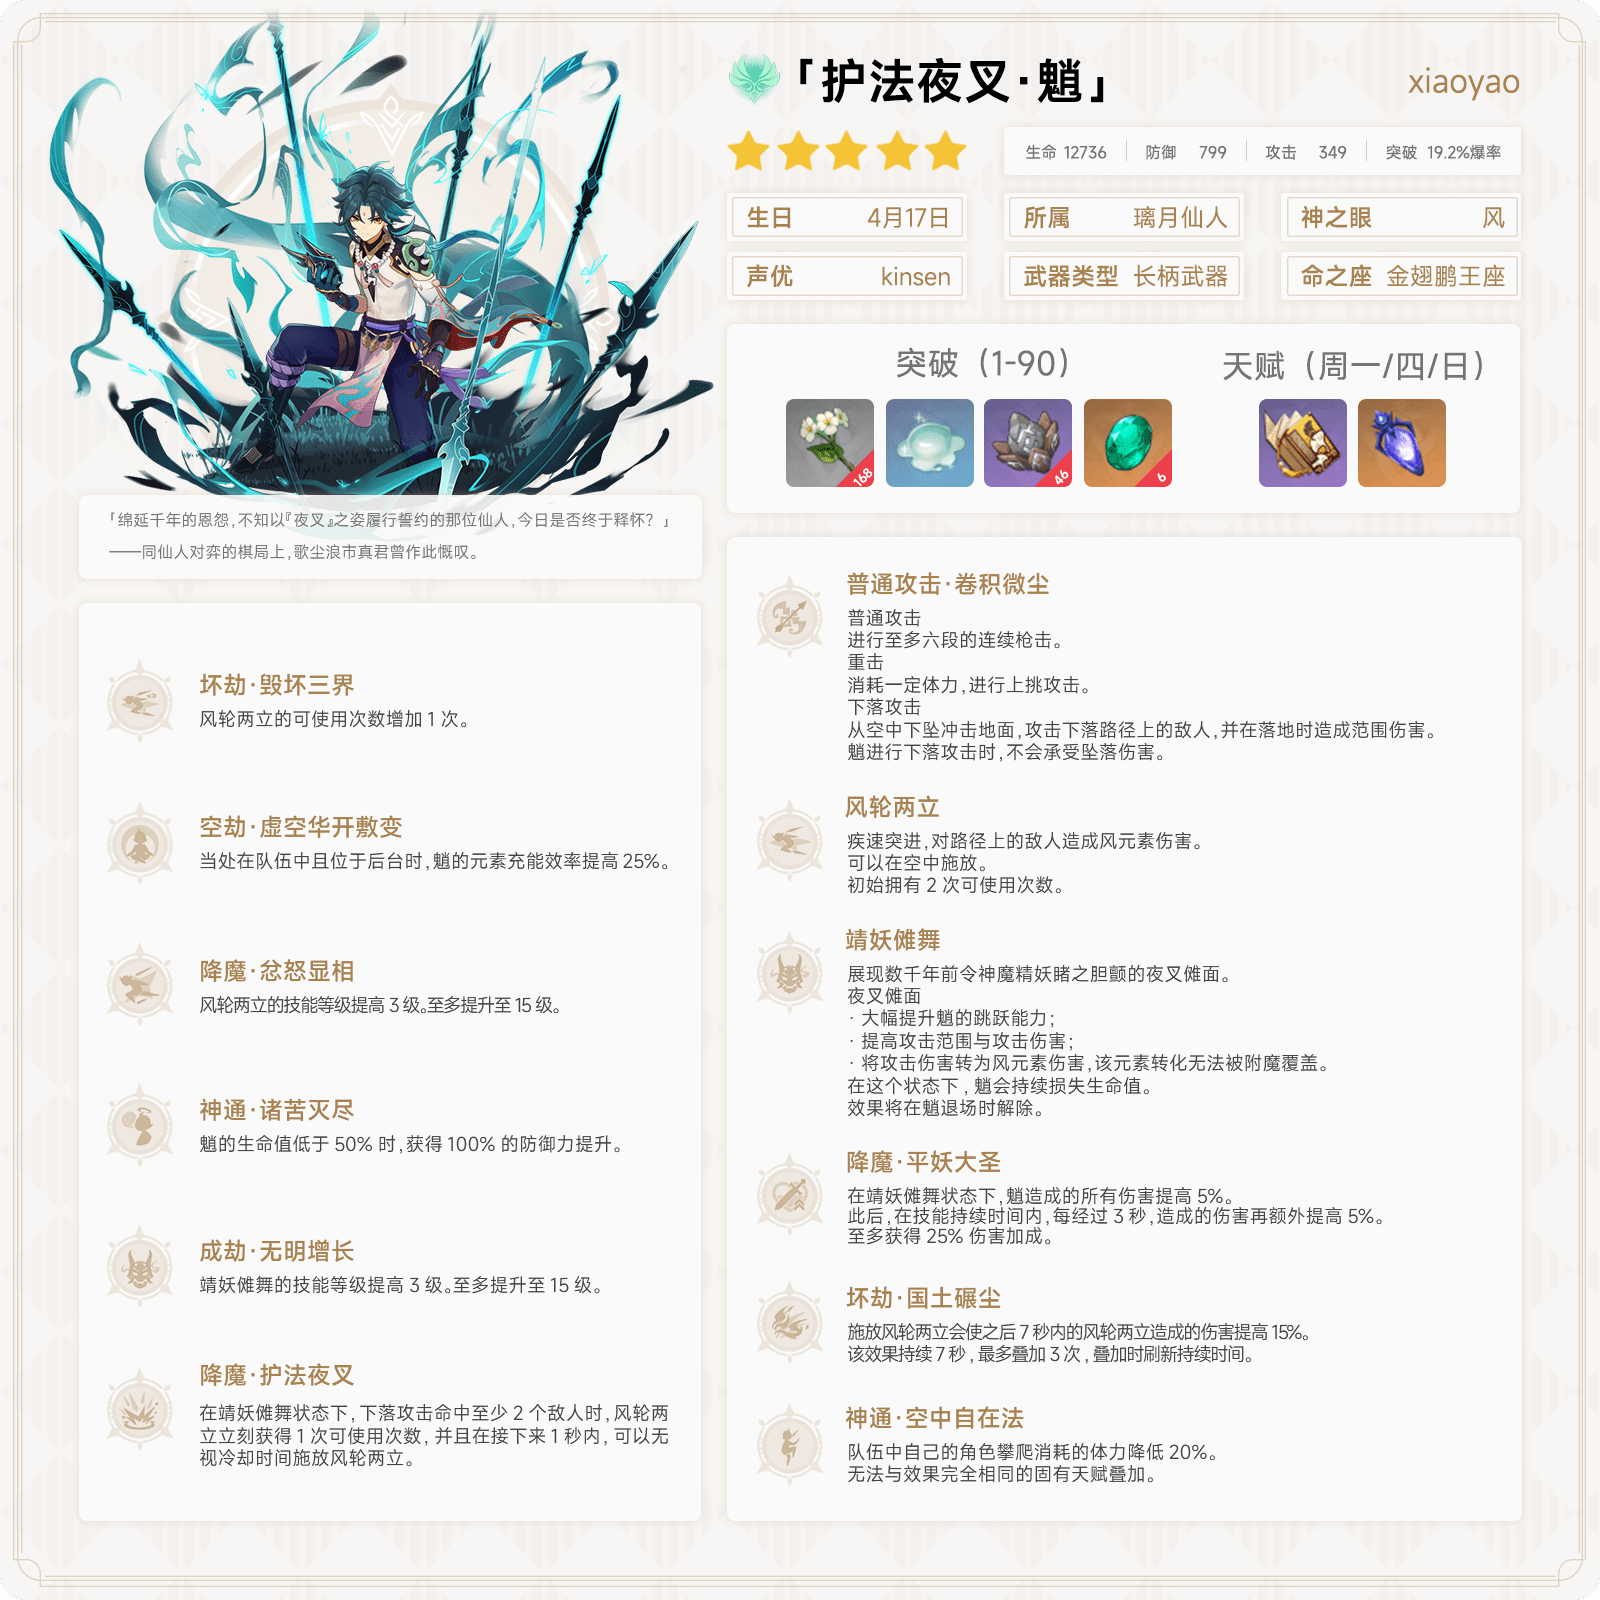 「护法夜叉·魈」
xiaoyao
生命 12736 防御 799 攻击 349 突破 19.2%爆率
生日 4月17日
所属 璃月仙人
神之眼 风
声优 kinsen
武器类型 长柄武器
命之座 金翅鹏王座
突破（1-90）
天赋（周一/四/日）
168
46
6
「绵延千年的恩怨,不知以『夜叉』之姿履行誓约的那位仙人,今日是否终于释怀？」
——同仙人对弈的棋局上,歌尘浪市真君曾作此慨叹。
坏劫·毁坏三界
风轮两立的可使用次数增加 1 次。
空劫·虚空华开敷变
当处在队伍中且位于后台时,魈的元素充能效率提高 25%。
降魔·忿怒显相
风轮两立的技能等级提高 3 级。至多提升至 15 级。
神通·诸苦灭尽
魈的生命值低于 50% 时,获得 100% 的防御力提升。
成劫·无明增长
靖妖傩舞的技能等级提高 3 级。至多提升至 15 级。
降魔·护法夜叉
在靖妖傩舞状态下,下落攻击命中至少 2 个敌人时,风轮两
立立刻获得 1 次可使用次数, 并且在接下来 1 秒内, 可以无
视冷却时间施放风轮两立。
普通攻击·卷积微尘
普通攻击
进行至多六段的连续枪击。
重击
消耗一定体力,进行上挑攻击。
下落攻击
从空中下坠冲击地面,攻击下落路径上的敌人,并在落地时造成范围伤害。
魈进行下落攻击时,不会承受坠落伤害。
风轮两立
疾速突进,对路径上的敌人造成风元素伤害。
可以在空中施放。
初始拥有 2 次可使用次数。
靖妖傩舞
展现数千年前令神魔精妖睹之胆颤的夜叉傩面。
夜叉傩面
· 大幅提升魈的跳跃能力；
· 提高攻击范围与攻击伤害；
· 将攻击伤害转为风元素伤害,该元素转化无法被附魔覆盖。
在这个状态下, 魈会持续损失生命值。
效果将在魈退场时解除。
降魔·平妖大圣
在靖妖傩舞状态下,魈造成的所有伤害提高 5%。
此后,在技能持续时间内,每经过 3 秒,造成的伤害再额外提高 5%。
至多获得 25% 伤害加成。
坏劫·国土碾尘
施放风轮两立会使之后 7 秒内的风轮两立造成的伤害提高 15%。
该效果持续 7 秒, 最多叠加 3 次, 叠加时刷新持续时间。
神通·空中自在法
队伍中自己的角色攀爬消耗的体力降低 20%。
无法与效果完全相同的固有天赋叠加。